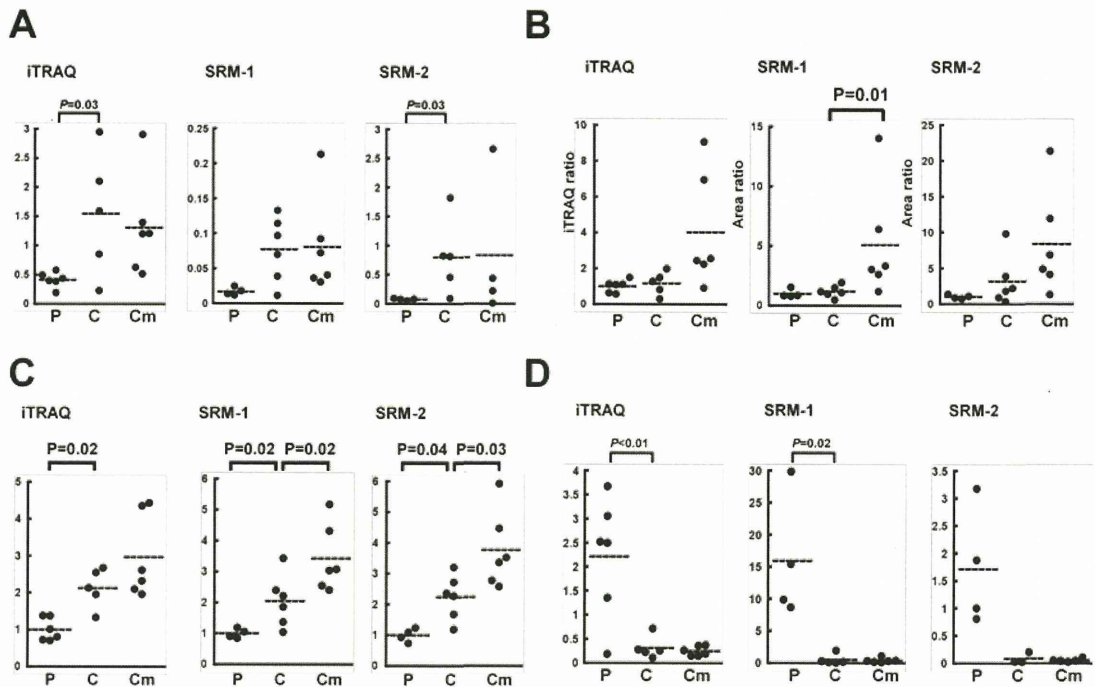 A
B
iTRAQ
SRM-1
SRM-2
iTRAQ
SRM-1
SRM-2
P=0.03
P=0.03
P=0.01
3
2.5
2
1.5
1
0.5
0
P C Cm
0.25
0.2
0.15
0.1
0.05
0
P C Cm
3
2.5
2
1.5
1
0.5
0
P C Cm
iTRAQ ratio
10
8
6
4
2
0
P C Cm
Area ratio
15
10
5
0
P C Cm
Area ratio
25
20
15
10
5
0
P C Cm
C
D
iTRAQ
SRM-1
SRM-2
iTRAQ
SRM-1
SRM-2
P=0.02
P=0.02 P=0.02
P=0.04 P=0.03
P<0.01
P=0.02
5
4
3
2
1
0
P C Cm
6
5
4
3
2
1
0
P C Cm
6
5
4
3
2
1
0
P C Cm
4
3.5
3
2.5
2
1.5
1
0.5
0
P C Cm
30
25
20
15
10
5
0
P C Cm
3.5
3
2.5
2
1.5
1
0.5
0
P C Cm